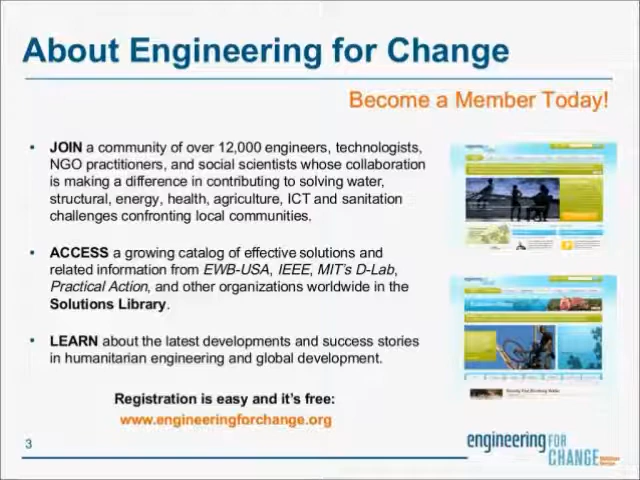 About Engineering for Change
Become a Member Today!
• JOIN a community of over 12,000 engineers, technologists,
NGO practitioners, and social scientists whose collaboration
is making a difference in contributing to solving water,
structural, energy, health, agriculture, ICT and sanitation
challenges confronting local communities.
• ACCESS a growing catalog of effective solutions and
related information from EWB-USA, IEEE, MIT's D-Lab,
Practical Action, and other organizations worldwide in the
Solutions Library.
• LEARN about the latest developments and success stories
in humanitarian engineering and global development.
Registration is easy and it's free:
www.engineeringforchange.org
3
engineering FOR
CHANGE